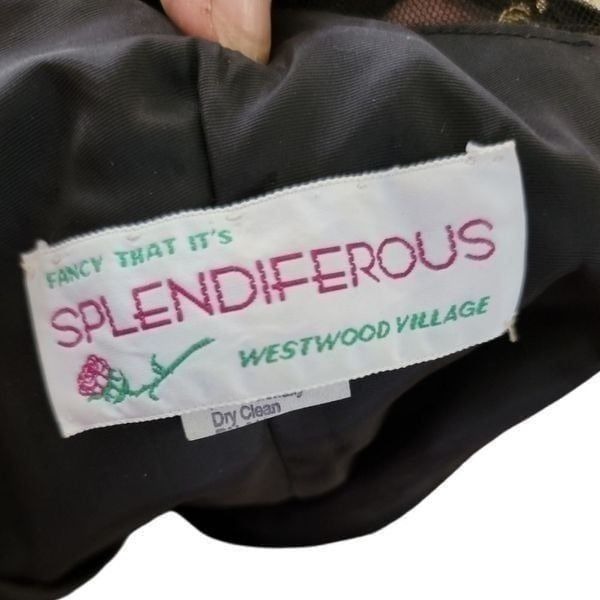 FANCY THAT IT'S
SPLENDIFEROUS
WESTWOOD VILLAGE
Dry Clean